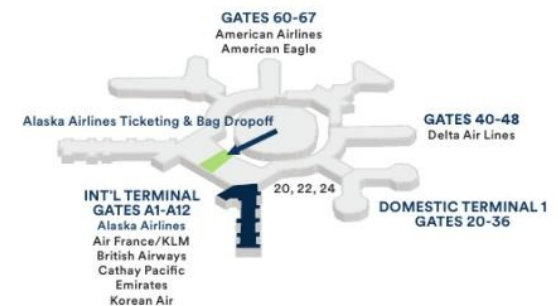 GATES 60-67
American Airlines
American Eagle
Alaska Airlines Ticketing & Bag Dropoff
GATES 40-48
Delta Air Lines
20, 22, 24
INT'L TERMINAL
GATES A1-A12
Alaska Airlines
Air France/KLM
British Airways
Cathay Pacific
Emirates
Korean Air
DOMESTIC TERMINAL 1
GATES 20-36